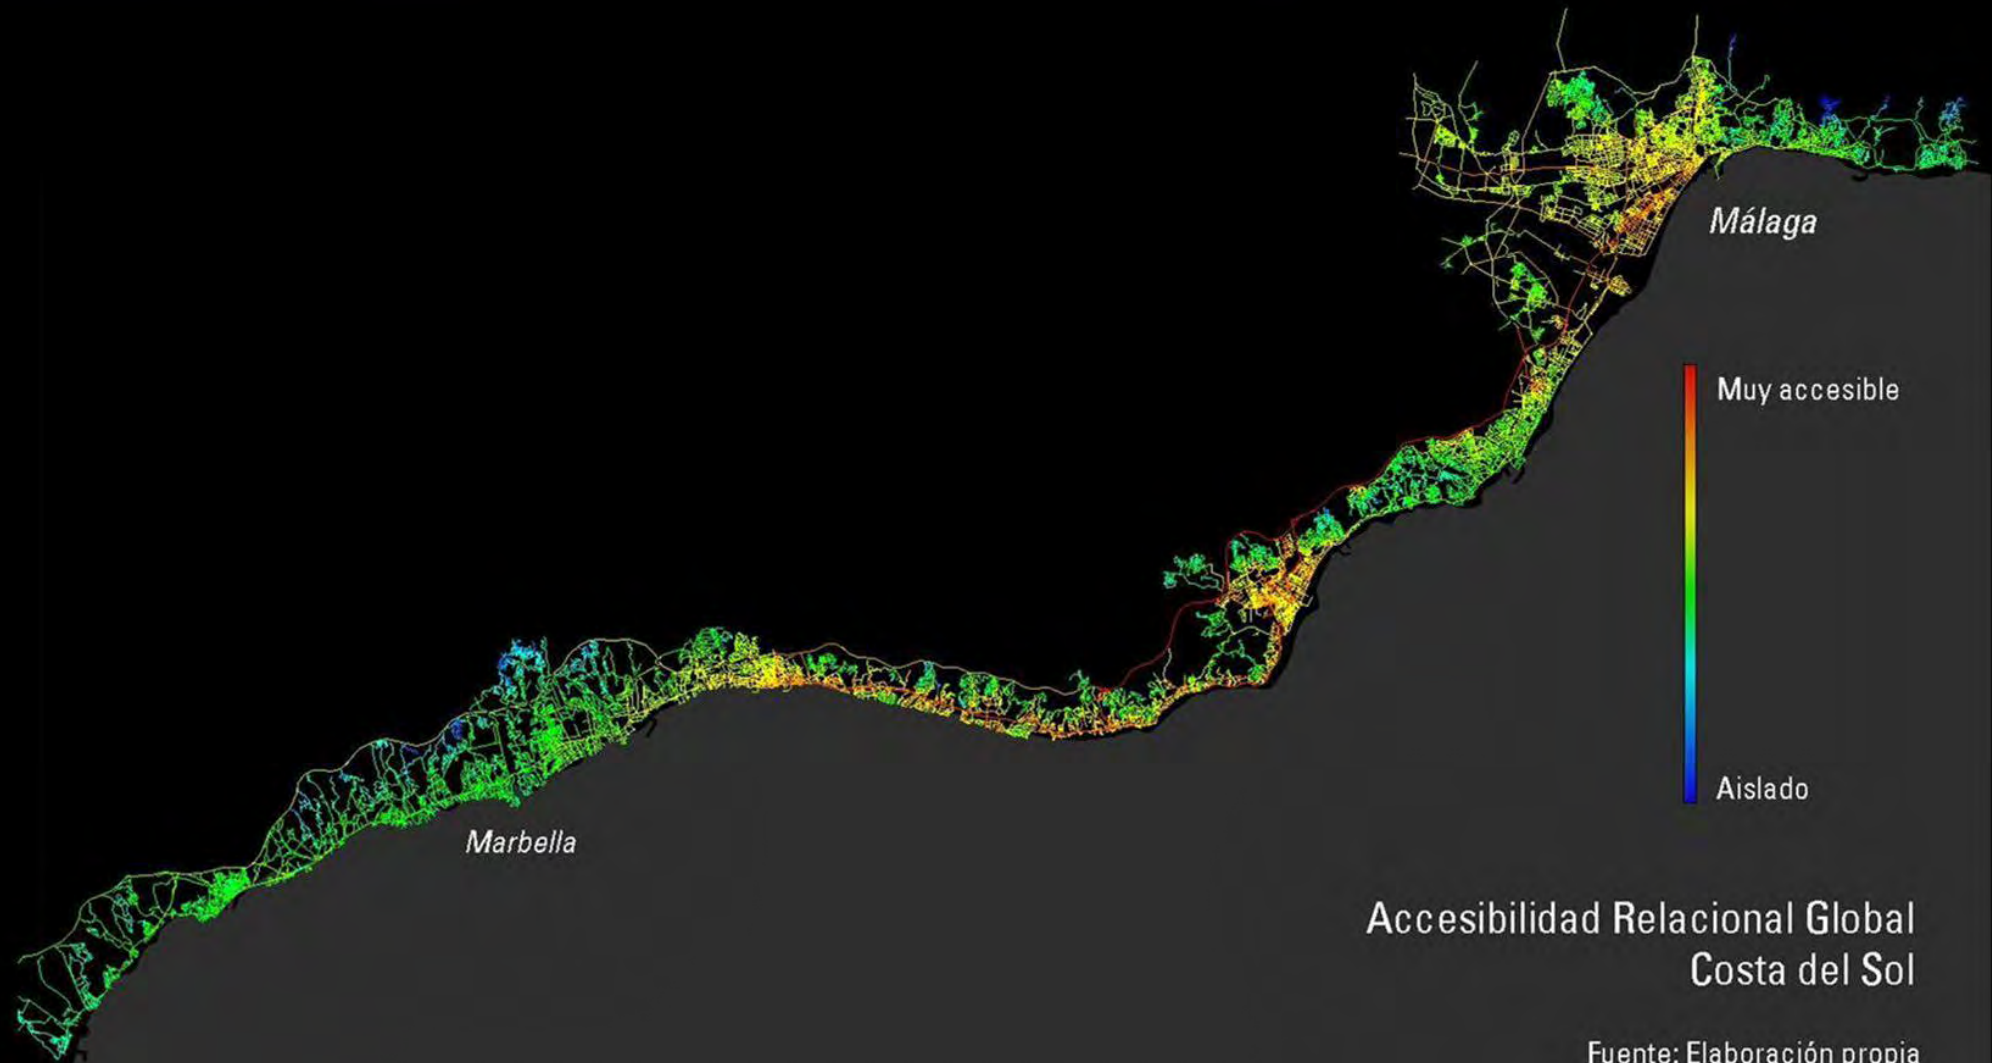 Málaga
Muy accesible
Aislado
Marbella
Accesibilidad Relacional Global
Costa del Sol
Fuente: Elaboración propia